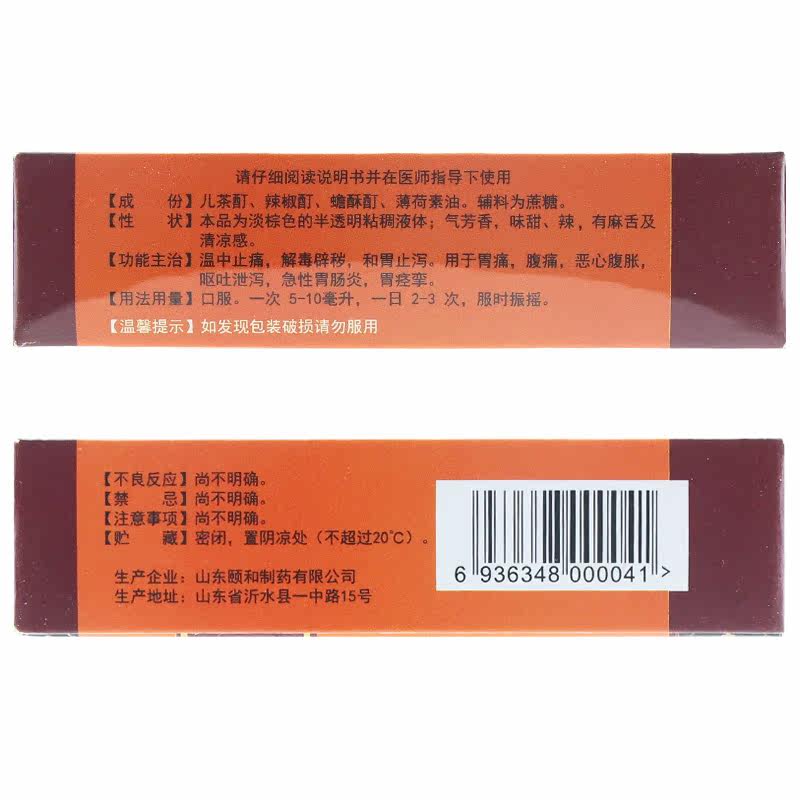 请仔细阅读说明书并在医师指导下使用
【成　份】儿茶酊、辣椒酊、蟾酥酊、薄荷素油。辅料为蔗糖。
【性　状】本品为淡棕色的半透明粘稠液体；气芳香，味甜、辣，有麻舌及
清凉感。
【功能主治】温中止痛，解毒辟秽，和胃止泻。用于胃痛，腹痛，恶心腹胀，
呕吐泄泻，急性胃肠炎，胃痉挛。
【用法用量】口服。一次 5-10毫升，一日 2-3 次，服时振摇。
【温馨提示】如发现包装破损请勿服用
【不良反应】尚不明确。
【禁　忌】尚不明确。
【注意事项】尚不明确。
【贮　藏】密闭，置阴凉处（不超过20℃）。
生产企业：山东颐和制药有限公司
生产地址：山东省沂水县一中路15号
6 936348 000041 >